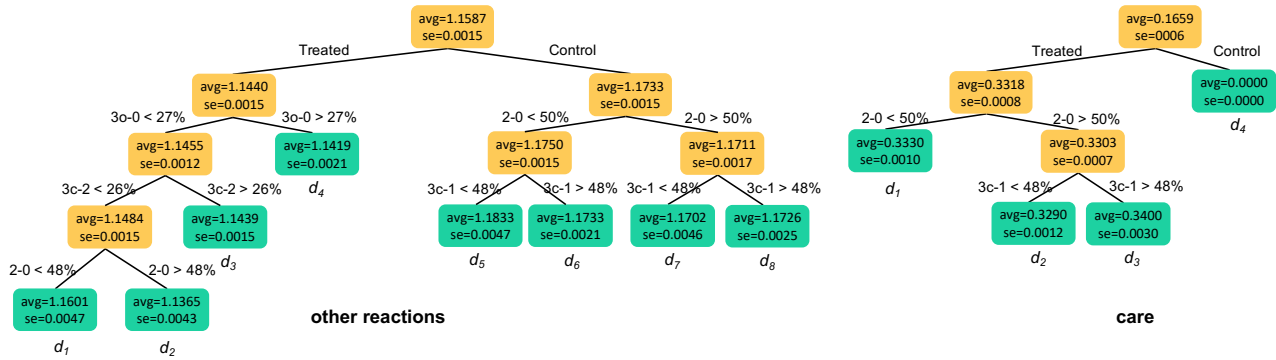 avg=1.1587
se=0.0015
Treated
Control
avg=1.1440
se=0.0015
avg=1.1733
se=0.0015
3o-0 < 27%
3o-0 > 27%
2-0 < 50%
2-0 > 50%
avg=1.1455
se=0.0012
avg=1.1419
se=0.0021
d4
avg=1.1750
se=0.0015
avg=1.1711
se=0.0017
3c-2 < 26%
3c-2 > 26%
3c-1 < 48%
3c-1 > 48%
3c-1 < 48%
3c-1 > 48%
avg=1.1484
se=0.0015
avg=1.1439
se=0.0015
d3
avg=1.1833
se=0.0047
d5
avg=1.1733
se=0.0021
d6
avg=1.1702
se=0.0046
d7
avg=1.1726
se=0.0025
d8
2-0 < 48%
2-0 > 48%
avg=1.1601
se=0.0047
d1
avg=1.1365
se=0.0043
d2
other reactions
avg=0.1659
se=0006
Treated
Control
avg=0.3318
se=0.0008
avg=0.0000
se=0.0000
d4
2-0 < 50%
2-0 > 50%
avg=0.3330
se=0.0010
d1
avg=0.3303
se=0.0007
3c-1 < 48%
3c-1 > 48%
avg=0.3290
se=0.0012
d2
avg=0.3400
se=0.0030
d3
care